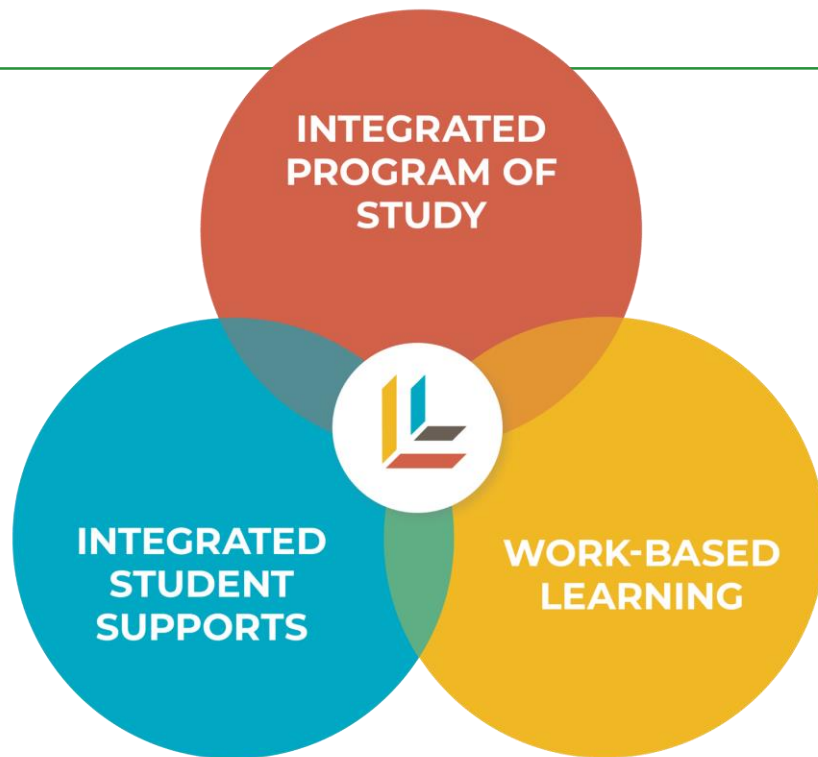 INTEGRATED
PROGRAM OF
STUDY
INTEGRATED
STUDENT
SUPPORTS
WORK-BASED
LEARNING